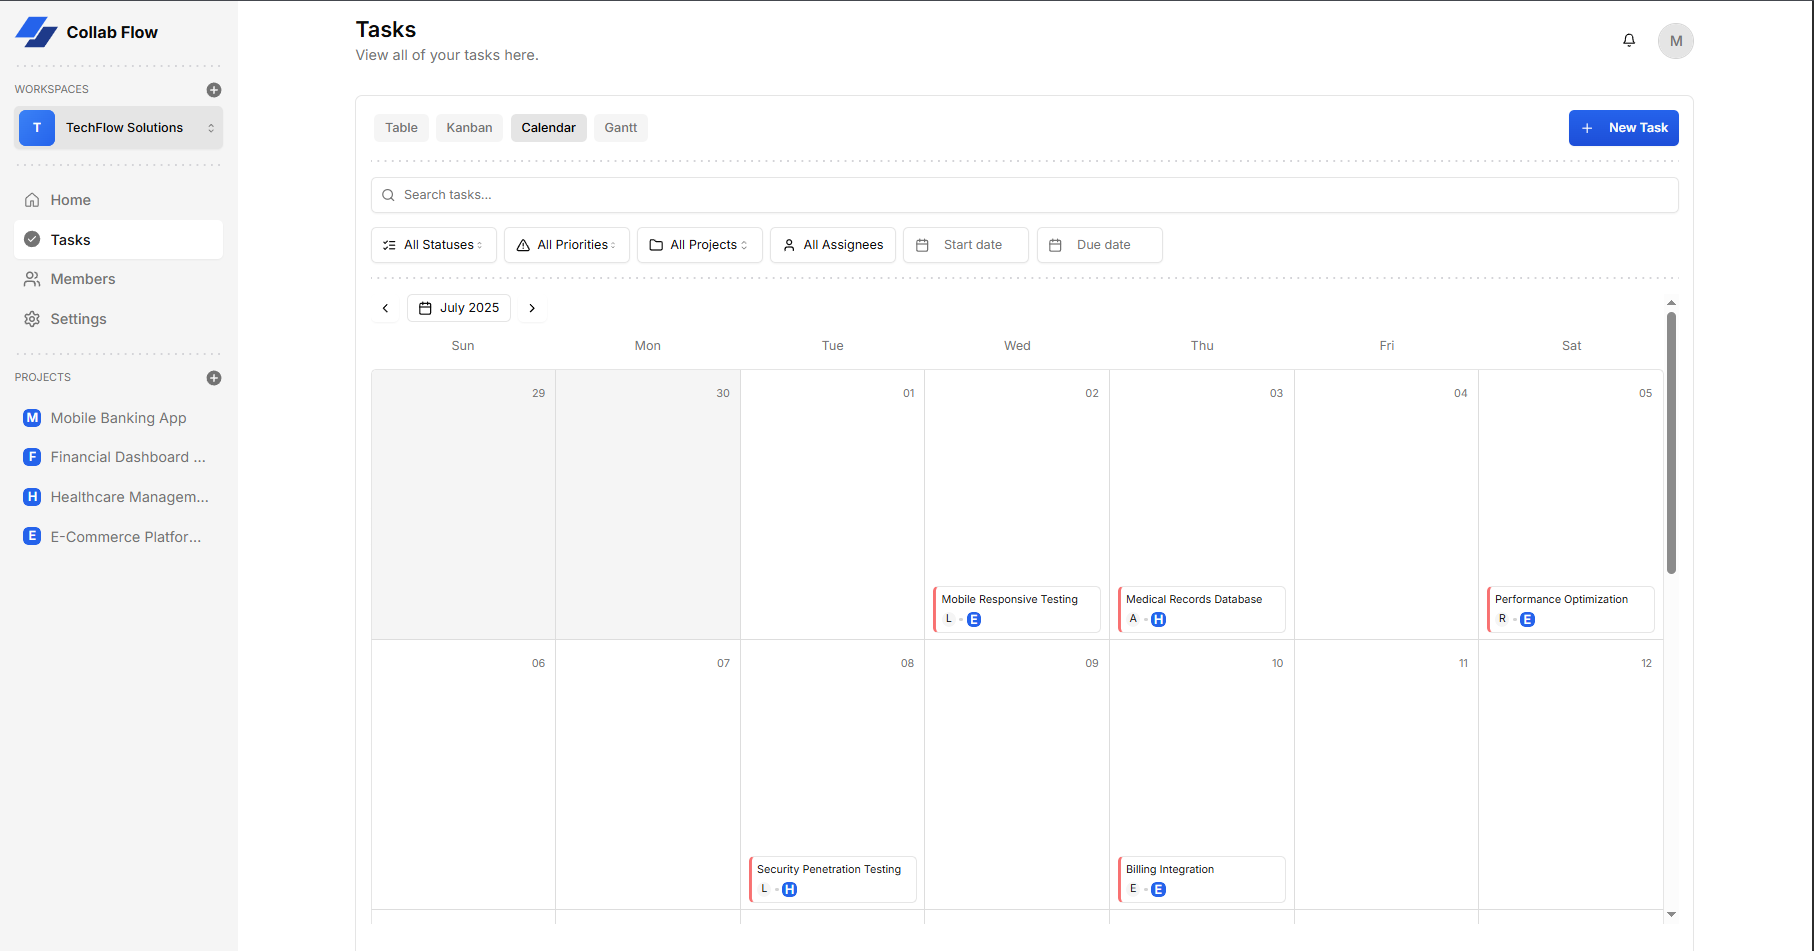 Collab Flow
WORKSPACES
T
TechFlow Solutions
Home
Tasks
Members
Settings
PROJECTS
M Mobile Banking App
F Financial Dashboard ...
H Healthcare Managem...
E E-Commerce Platfor...
Tasks
View all of your tasks here.
M
Table Kanban Calendar Gantt
+ New Task
Search tasks...
All Statuses All Priorities All Projects All Assignees Start date Due date
July 2025
Sun Mon Tue Wed Thu Fri Sat
29 30 01 02 03 04 05
Mobile Responsive Testing
L E
Medical Records Database
A H
Performance Optimization
R E
06 07 08 09 10 11 12
Security Penetration Testing
L H
Billing Integration
E E